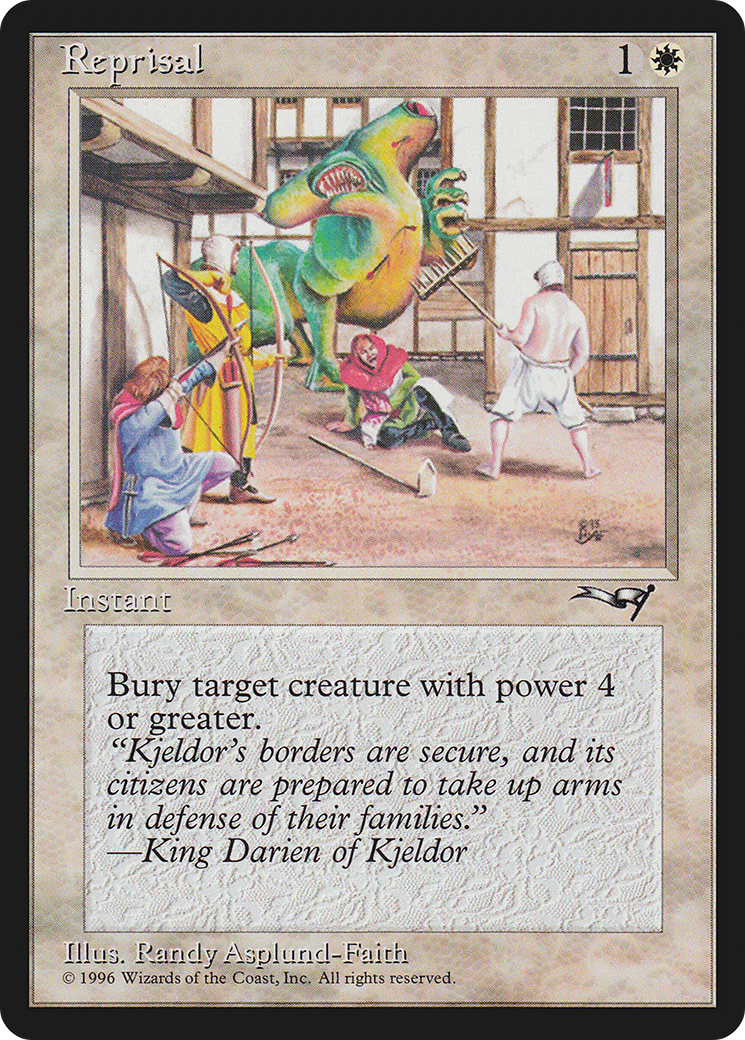 Reprisal 1
©95
Instant
Bury target creature with power 4
or greater.
“Kjeldor’s borders are secure, and its
citizens are prepared to take up arms
in defense of their families.”
—King Darien of Kjeldor
Illus. Randy Asplund-Faith
© 1996 Wizards of the Coast, Inc. All rights reserved.